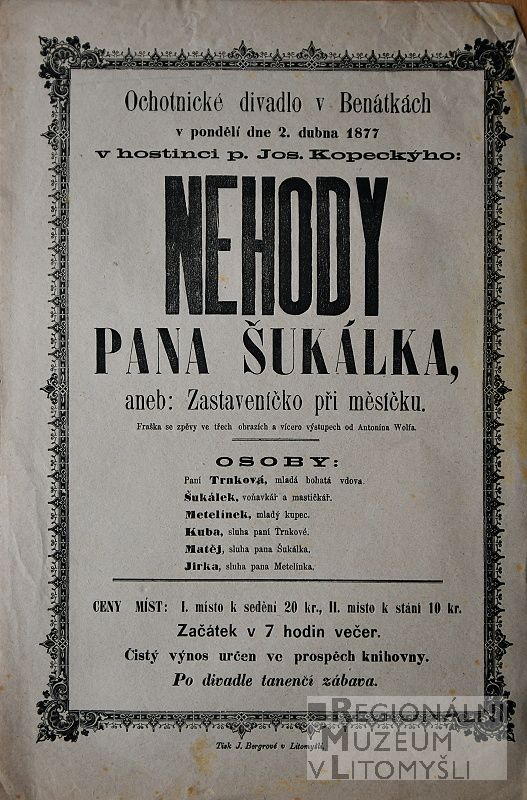 Ochotnické divadlo v Benátkách
v pondělí dne 2. dubna 1877
v hostinci p. Jos. Kopeckýho:
NEHODY
PANA ŠUKÁLKA,
aneb: Zastaveníčko při měsíčku.
Fraška se zpěvy ve třech obrazích a vícero výstupech od Antonína Wolfa.
OSOBY:
Paní Trnková, mladá bohatá vdova.
Šukálek, voňavkář a mastičkář.
Metelínek, mladý kupec.
Kuba, sluha paní Trnkové.
Matěj, sluha pana Šukálka.
Jirka, sluha pana Metelínka.
CENY MÍST: I. místo k sedění 20 kr., II. místo k stání 10 kr.
Začátek v 7 hodin večer.
Čistý výnos určen ve prospěch knihovny.
Po divadle taneční zábava.
Tisk J. Bergrové v Litomyšli.
REGIONÁLNI
MUZEUM
V LITOMYŠLI